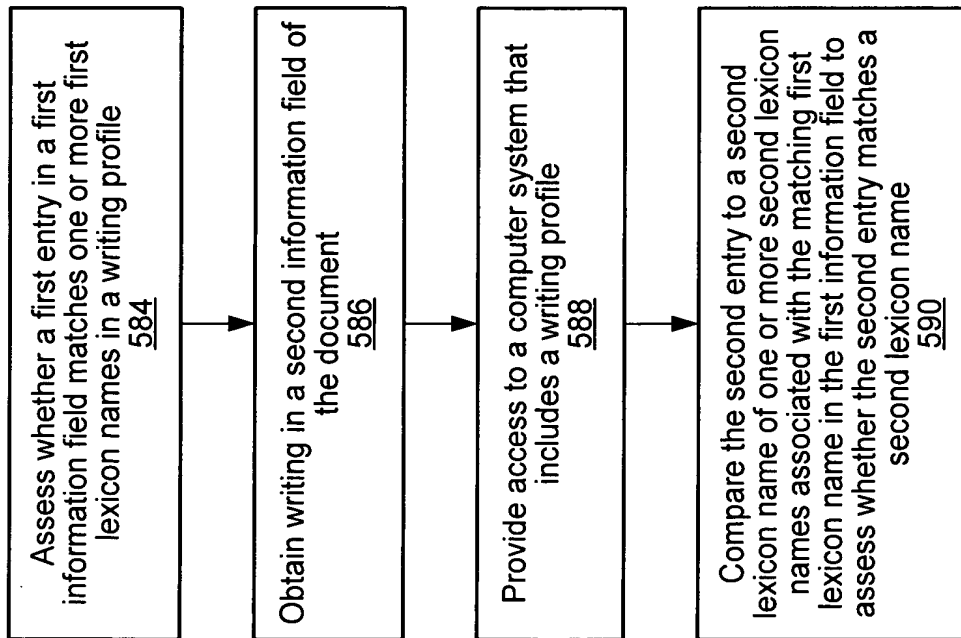 Assess whether a first entry in a first
information field matches one or more first
lexicon names in a writing profile
584
Obtain writing in a second information field of
the document
586
Provide access to a computer system that
includes a writing profile
588
Compare the second entry to a second
lexicon name of one or more second lexicon
names associated with the matching first
lexicon name in the first information field to
assess whether the second entry matches a
second lexicon name
590